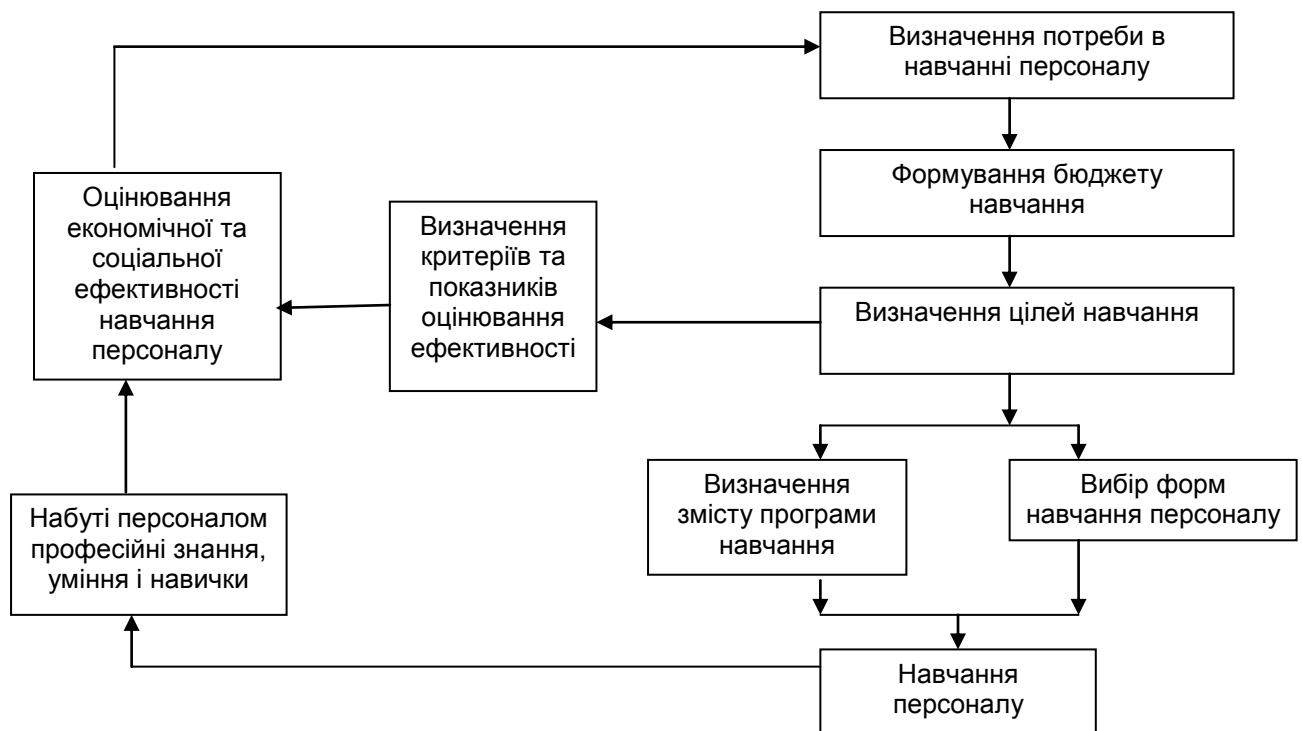 Визначення потреби в
навчанні персоналу
Формування бюджету
навчання
Оцінювання
економічної та
соціальної
ефективності
навчання
персоналу
Визначення
критеріїв та
показників
оцінювання
ефективності
Визначення цілей навчання
Визначення
змісту програми
навчання
Вибір форм
навчання персоналу
Набуті персоналом
професійні знання,
уміння і навички
Навчання
персоналу